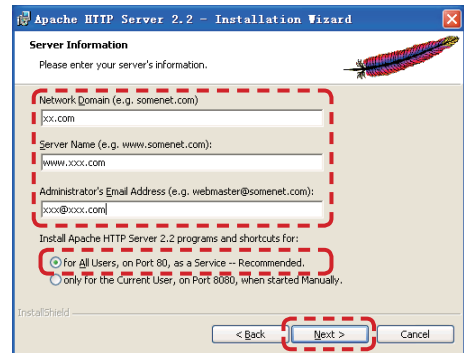 Apache HTTP Server 2.2 - Installation Wizard
Server Information
Please enter your server's information.
Network Domain (e.g. somenet.com)
xx.com
Server Name (e.g. www.somenet.com):
www.xxx.com
Administrator's Email Address (e.g. webmaster@somenet.com):
xxx@xxx.com
Install Apache HTTP Server 2.2 programs and shortcuts for:
for All Users, on Port 80, as a Service -- Recommended.
only for the Current User, on Port 8080, when started Manually.
InstallShield
< Back Next > Cancel